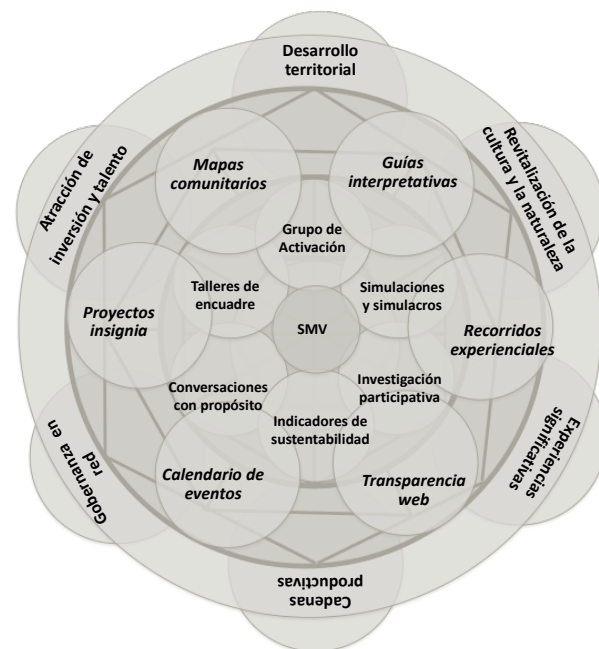 Desarrollo
territorial
Atracción de
inversión y talento
Revitalización de la
cultura y la naturaleza
Mapas
comunitarios
Guías
interpretativas
Grupo de
Activación
Talleres de
encuadre
Simulaciones
y simulacros
Proyectos
insignia
SMV
Recorridos
experienciales
Conversaciones
con propósito
Investigación
participativa
Indicadores de
sustentabilidad
Gobernanza en
red
Experiencias
significativas
Calendario de
eventos
Transparencia
web
Cadenas
productivas